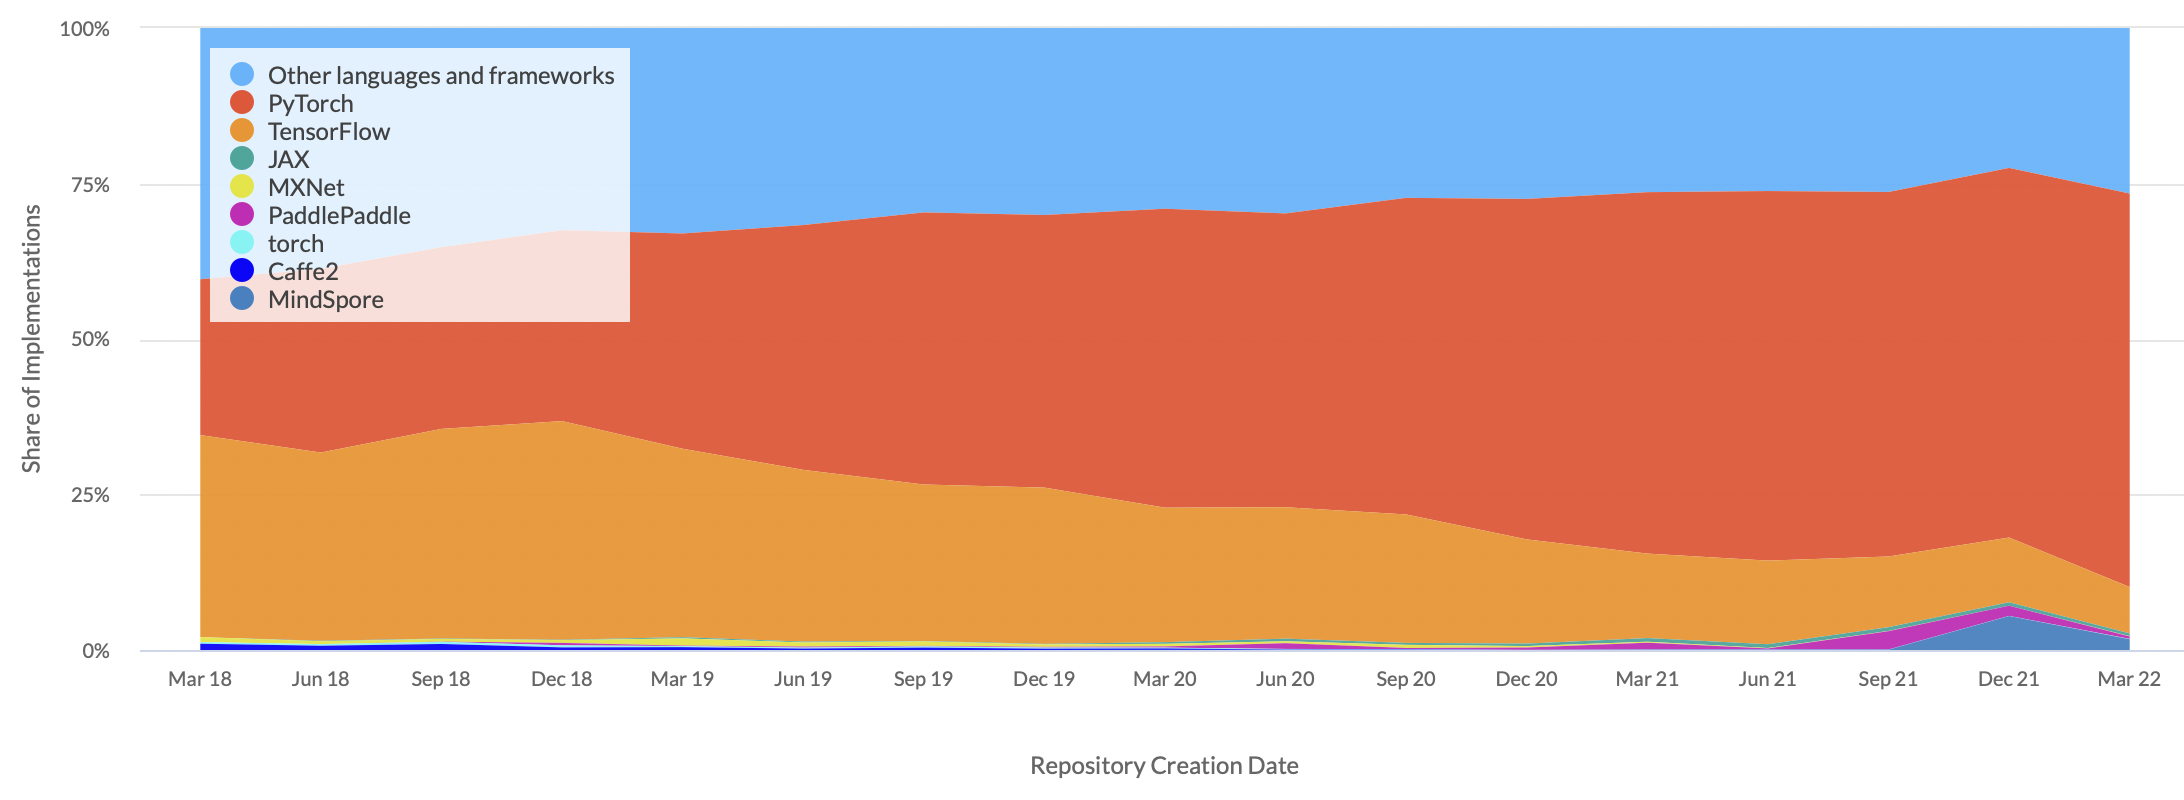 100%
75%
50%
25%
0%
Share of Implementations
Other languages and frameworks
PyTorch
TensorFlow
JAX
MXNet
PaddlePaddle
torch
Caffe2
MindSpore
Mar 18 Jun 18 Sep 18 Dec 18 Mar 19 Jun 19 Sep 19 Dec 19 Mar 20 Jun 20 Sep 20 Dec 20 Mar 21 Jun 21 Sep 21 Dec 21 Mar 22
Repository Creation Date